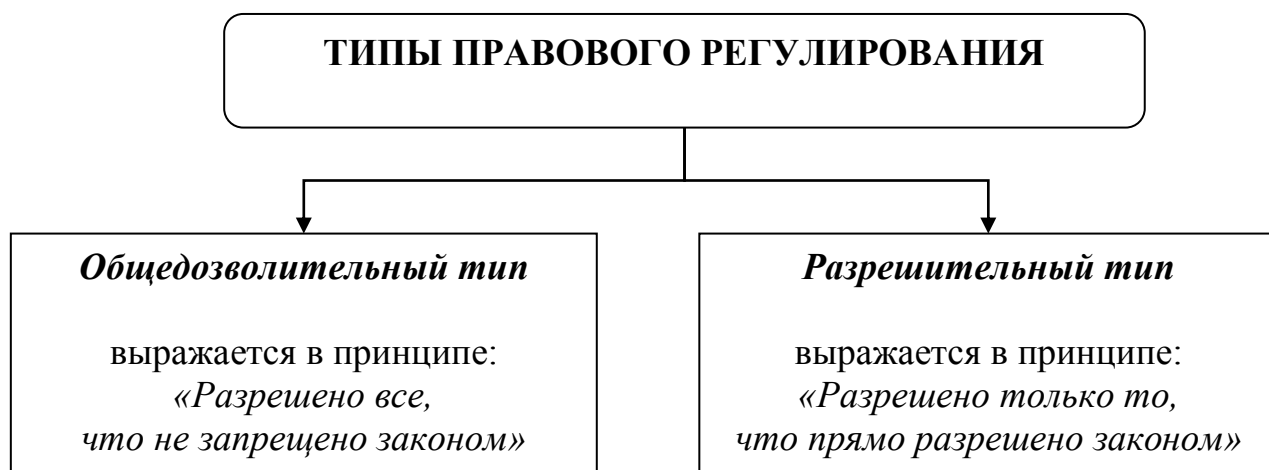 ТИПЫ ПРАВОВОГО РЕГУЛИРОВАНИЯ
Общедозволительный тип
выражается в принципе:
«Разрешено все,
что не запрещено законом»
Разрешительный тип
выражается в принципе:
«Разрешено только то,
что прямо разрешено законом»